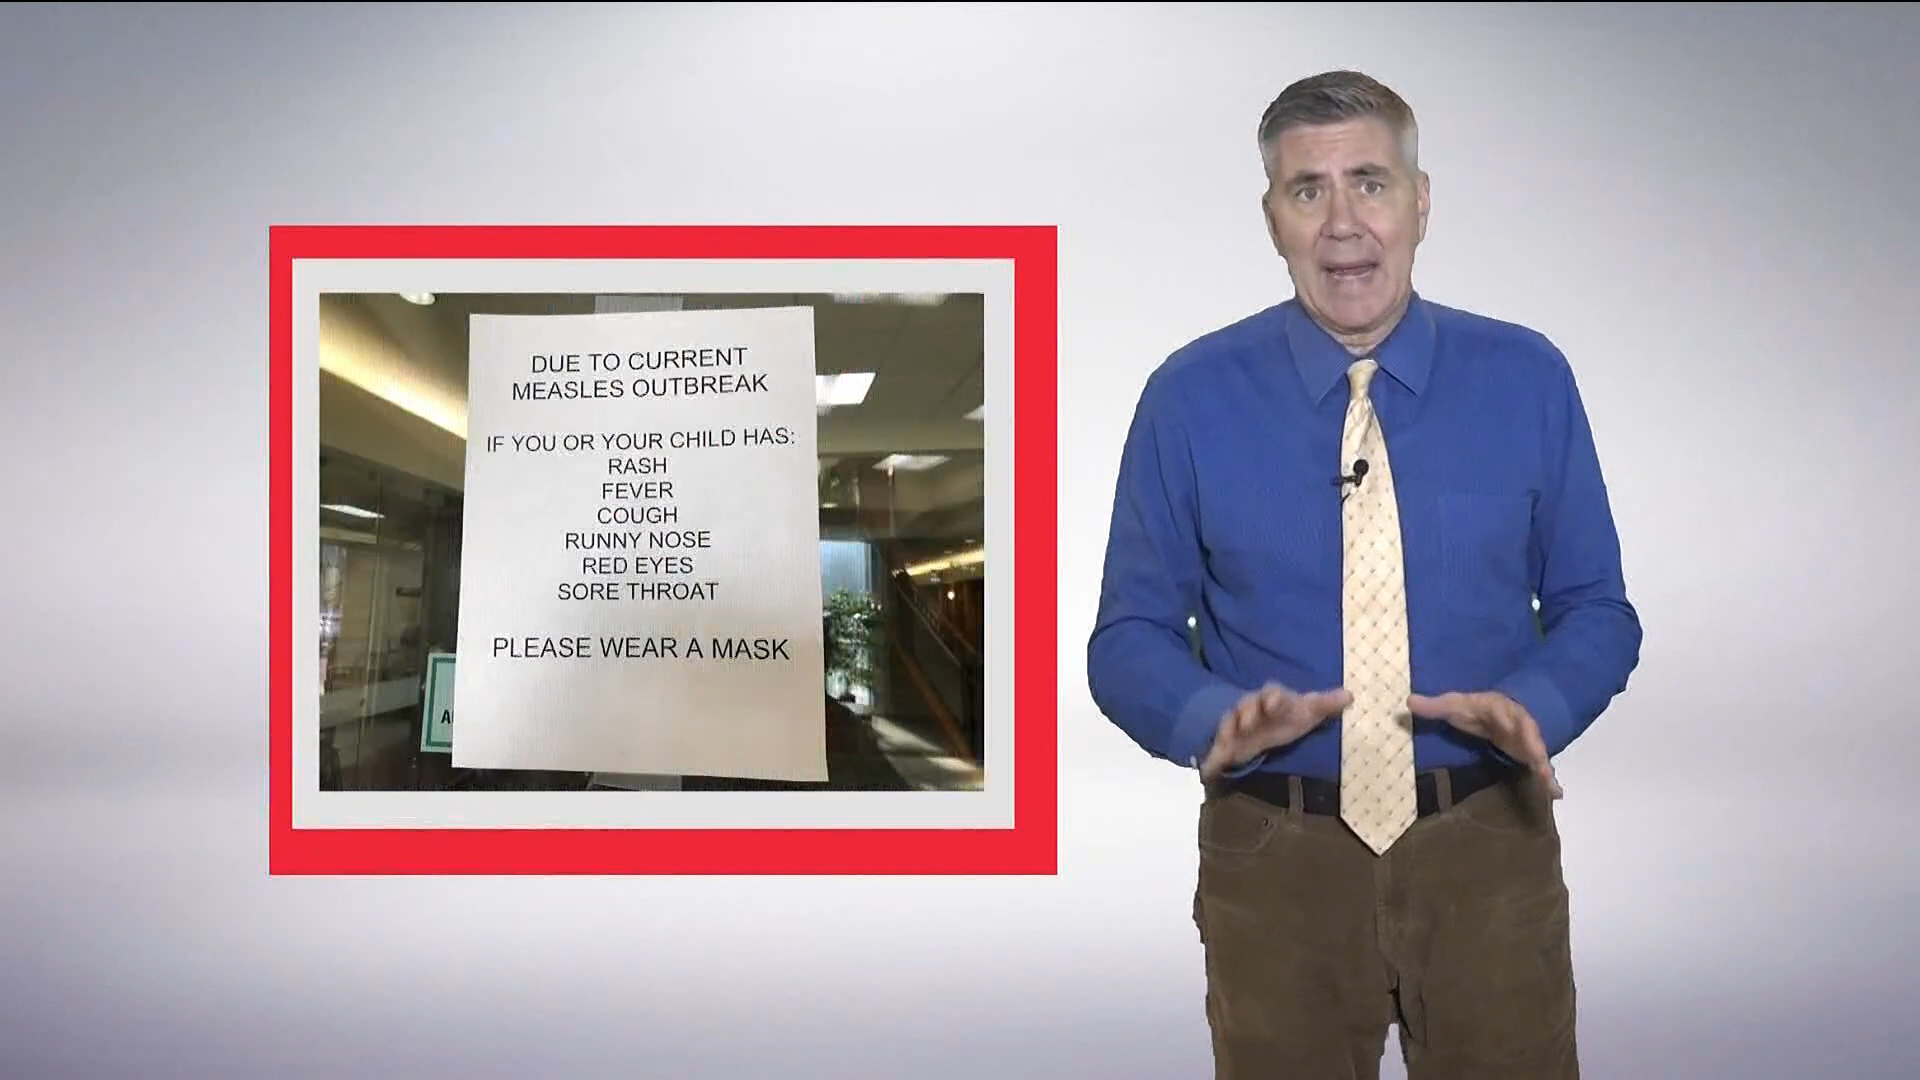 DUE TO CURRENT
MEASLES OUTBREAK
IF YOU OR YOUR CHILD HAS:
RASH
FEVER
COUGH
RUNNY NOSE
RED EYES
SORE THROAT
PLEASE WEAR A MASK